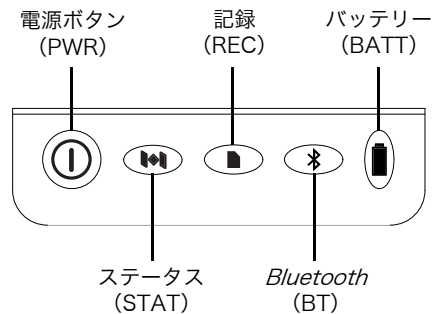 電源ボタン
（PWR）
記録
（REC）
バッテリー
（BATT）
ステータス
（STAT）
Bluetooth
（BT）